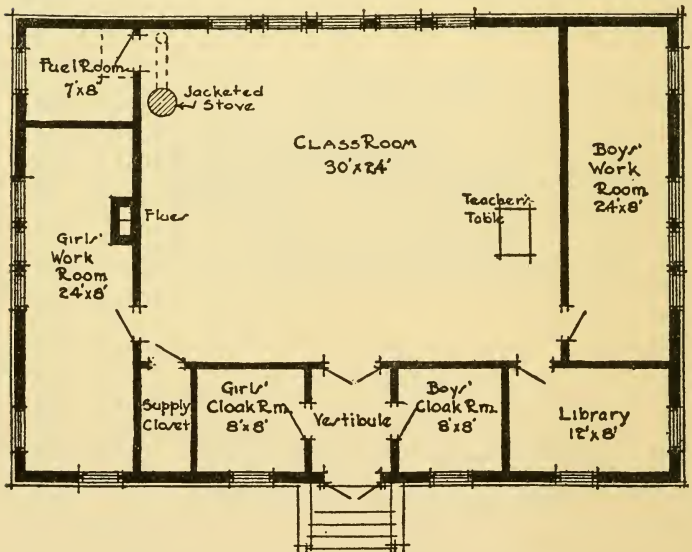 Fuel Room
7'x8'
Jacketed
Stove
Class Room
30'x24'
Boys'
Work
Room
24'x8'
Teacher's
Table
Flues
Girls'
Work
Room
24'x8'
Supply
Closet
Girls'
Cloak Rm.
8'x8'
Vestibule
Boys'
Cloak Rm.
8'x8'
Library
12'x8'